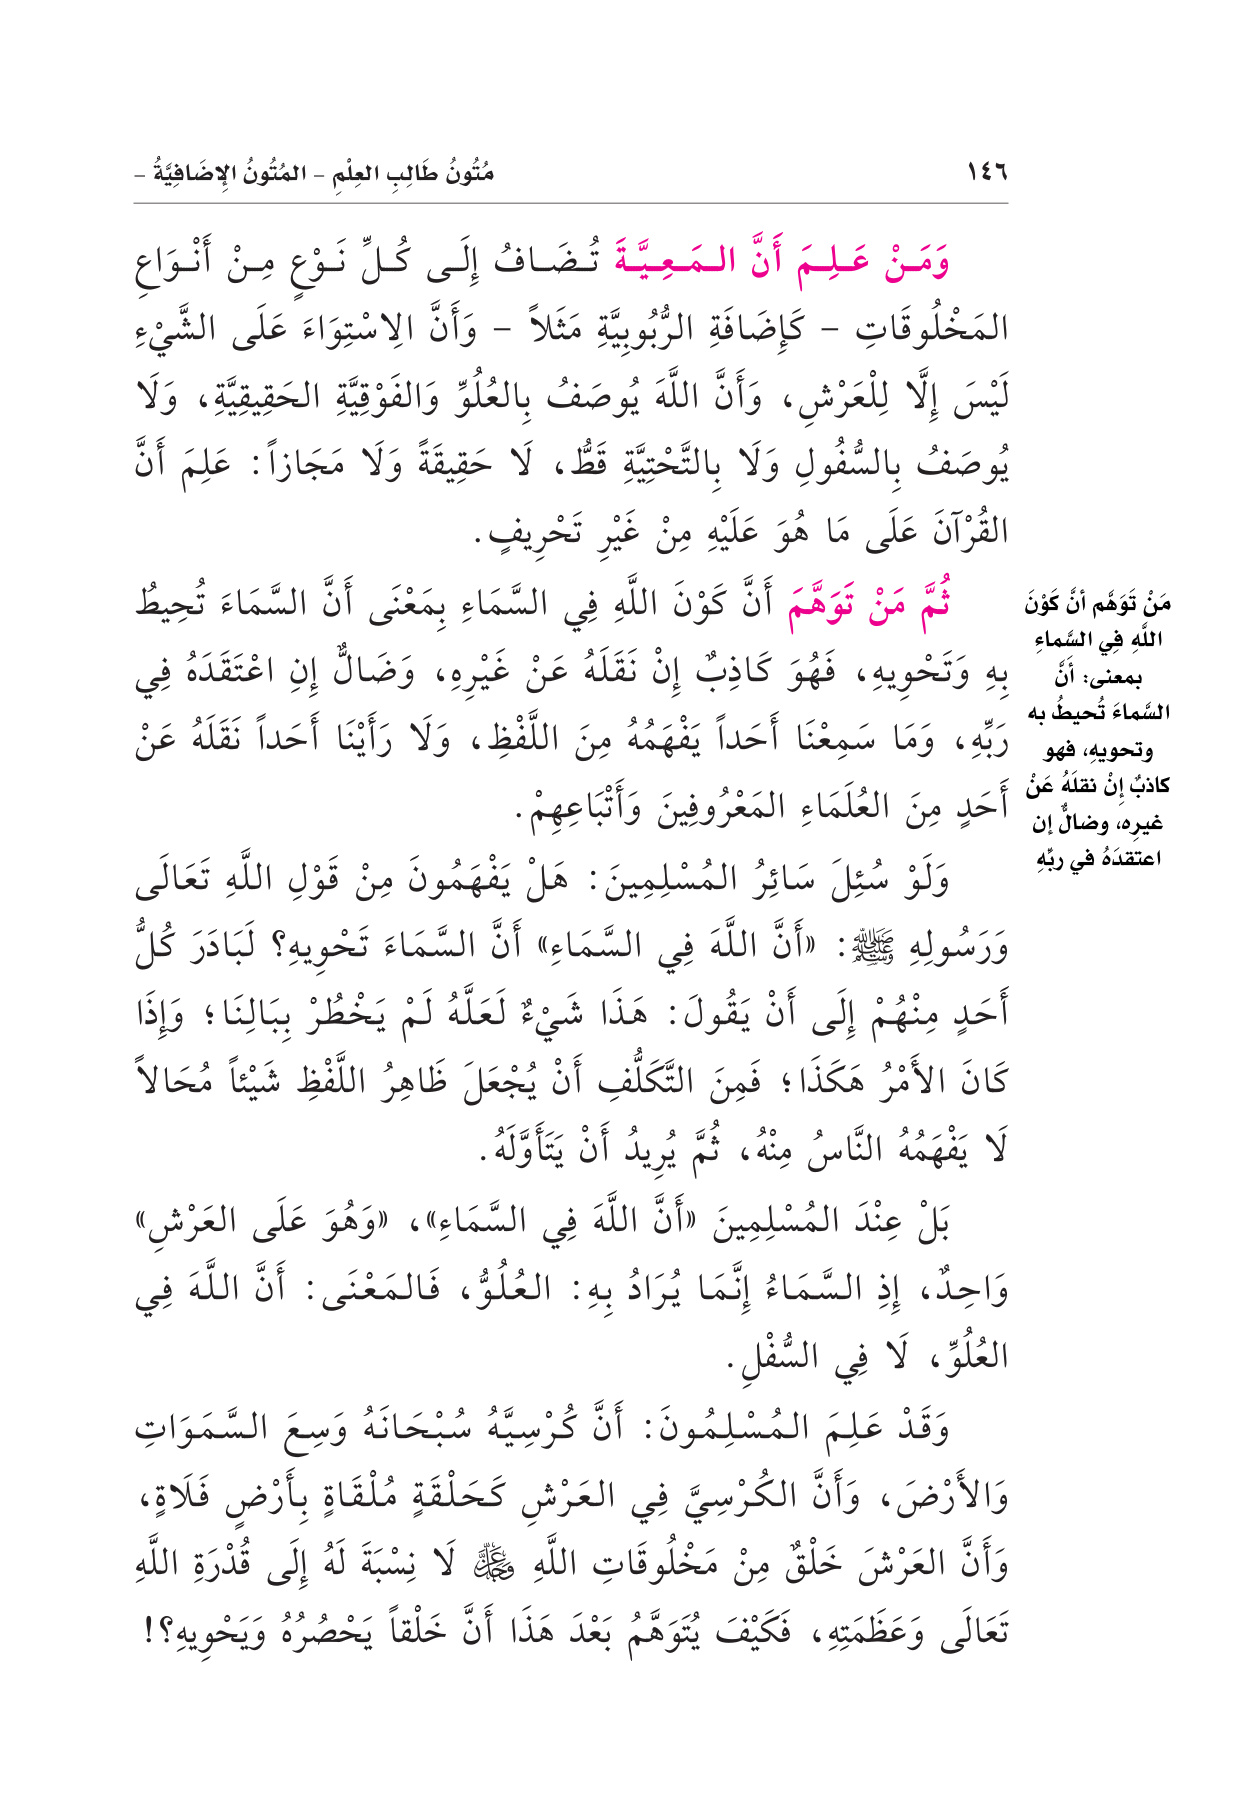 ١٤٦
مُتُونُ طَالِبِ العِلْمِ - المُتُونُ الإِضَافِيَّةُ -
وَمَنْ عَلِمَ أَنَّ المَعِيَّةَ تُضَافُ إِلَى كُلِّ نَوْعٍ مِنْ أَنْوَاعِ
المَخْلُوقَاتِ - كَإِضَافَةِ الرُّبُوبِيَّةِ مَثَلاً - وَأَنَّ الِاسْتِوَاءَ عَلَى الشَّيْءِ
لَيْسَ إِلَّا لِلْعَرْشِ، وَأَنَّ اللَّهَ يُوصَفُ بِالعُلُوِّ وَالفَوْقِيَّةِ الحَقِيقِيَّةِ، وَلَا
يُوصَفُ بِالسُّفُولِ وَلَا بِالتَّحْتِيَّةِ قَطُّ، لَا حَقِيقَةً وَلَا مَجَازاً: عَلِمَ أَنَّ
القُرْآنَ عَلَى مَا هُوَ عَلَيْهِ مِنْ غَيْرِ تَحْرِيفٍ.
ثُمَّ مَنْ تَوَهَّمَ أَنَّ كَوْنَ اللَّهِ فِي السَّمَاءِ بِمَعْنَى أَنَّ السَّمَاءَ تُحِيطُ
بِهِ وَتَحْوِيهِ، فَهُوَ كَاذِبٌ إِنْ نَقَلَهُ عَنْ غَيْرِهِ، وَضَالٌّ إِنِ اعْتَقَدَهُ فِي
رَبِّهِ، وَمَا سَمِعْنَا أَحَداً يَفْهَمُهُ مِنَ اللَّفْظِ، وَلَا رَأَيْنَا أَحَداً نَقَلَهُ عَنْ
أَحَدٍ مِنَ العُلَمَاءِ المَعْرُوفِينَ وَأَتْبَاعِهِمْ.
وَلَوْ سُئِلَ سَائِرُ المُسْلِمِينَ: هَلْ يَفْهَمُونَ مِنْ قَوْلِ اللَّهِ تَعَالَى
وَرَسُولِهِ ﷺ: «أَنَّ اللَّهَ فِي السَّمَاءِ» أَنَّ السَّمَاءَ تَحْوِيهِ؟ لَبَادَرَ كُلُّ
أَحَدٍ مِنْهُمْ إِلَى أَنْ يَقُولَ: هَذَا شَيْءٌ لَعَلَّهُ لَمْ يَخْطُرْ بِبَالِنَا؛ وَإِذَا
كَانَ الأَمْرُ هَكَذَا؛ فَمِنَ التَّكَلُّفِ أَنْ يُجْعَلَ ظَاهِرُ اللَّفْظِ شَيْئاً مُحَالاً
لَا يَفْهَمُهُ النَّاسُ مِنْهُ، ثُمَّ يُرِيدُ أَنْ يَتَأَوَّلَهُ.
بَلْ عِنْدَ المُسْلِمِينَ «أَنَّ اللَّهَ فِي السَّمَاءِ»، «وَهُوَ عَلَى العَرْشِ»
وَاحِدٌ، إِذِ السَّمَاءُ إِنَّمَا يُرَادُ بِهِ: العُلُوُّ، فَالمَعْنَى: أَنَّ اللَّهَ فِي
العُلُوِّ، لَا فِي السُّفْلِ.
وَقَدْ عَلِمَ المُسْلِمُونَ: أَنَّ كُرْسِيَّهُ سُبْحَانَهُ وَسِعَ السَّمَوَاتِ
وَالأَرْضَ، وَأَنَّ الكُرْسِيَّ فِي العَرْشِ كَحَلْقَةٍ مُلْقَاةٍ بِأَرْضٍ فَلَاةٍ،
وَأَنَّ العَرْشَ خَلْقٌ مِنْ مَخْلُوقَاتِ اللَّهِ ﷻ لَا نِسْبَةَ لَهُ إِلَى قُدْرَةِ اللَّهِ
تَعَالَى وَعَظَمَتِهِ، فَكَيْفَ يُتَوَهَّمُ بَعْدَ هَذَا أَنَّ خَلْقاً يَحْصُرُهُ وَيَحْوِيهِ؟!
مَنْ تَوَهَّم أنَّ كَوْنَ
اللَّهِ فِي السَّماءِ
بمعنى: أَنَّ
السَّماءَ تُحيطُ به
وتحويهِ، فهو
كاذبٌ إنْ نقلَهُ عَنْ
غيرِه، وضالٌّ إن
اعتقدَهُ في ربِّهِ